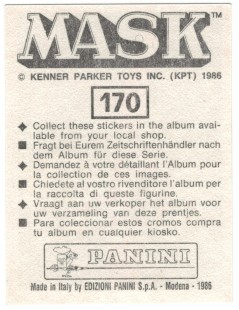 MASK™
© KENNER PARKER TOYS INC. (KPT) 1986
170
◆ Collect these stickers in the album avai-
lable from your local shop.
■ Fragt bei Eurem Zeitschriftenhändler nach
dem Album für diese Serie.
◆ Demandez à votre détaillant l'Album pour
la collection de ces images.
■ Chiedete al vostro rivenditore l'album per
la raccolta di queste figurine.
◆ Vraagt aan uw verkoper het album voor
uw verzameling van deze prentjes.
■ Para coleccionar estos cromos compra
tu album en cualquier kiosko.
PANINI
Made in Italy by EDIZIONI PANINI S.p.A. - Modena - 1986